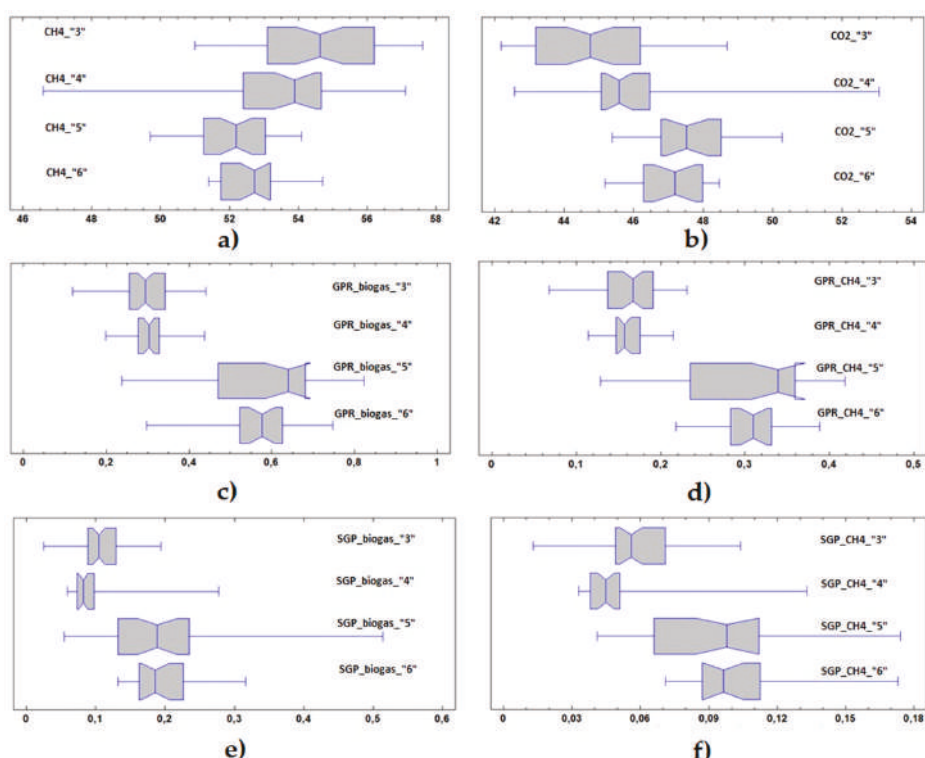 CH4_"3"
CH4_"4"
CH4_"5"
CH4_"6"
46 48 50 52 54 56 58
a)
CO2_"3"
CO2_"4"
CO2_"5"
CO2_"6"
42 44 46 48 50 52 54
b)
GPR_biogas_"3"
GPR_biogas_"4"
GPR_biogas_"5"
GPR_biogas_"6"
0 0,2 0,4 0,6 0,8 1
c)
GPR_CH4_"3"
GPR_CH4_"4"
GPR_CH4_"5"
GPR_CH4_"6"
0 0,1 0,2 0,3 0,4 0,5
d)
SGP_biogas_"3"
SGP_biogas_"4"
SGP_biogas_"5"
SGP_biogas_"6"
0 0,1 0,2 0,3 0,4 0,5 0,6
e)
SGP_CH4_"3"
SGP_CH4_"4"
SGP_CH4_"5"
SGP_CH4_"6"
0 0,03 0,06 0,09 0,12 0,15 0,18
f)